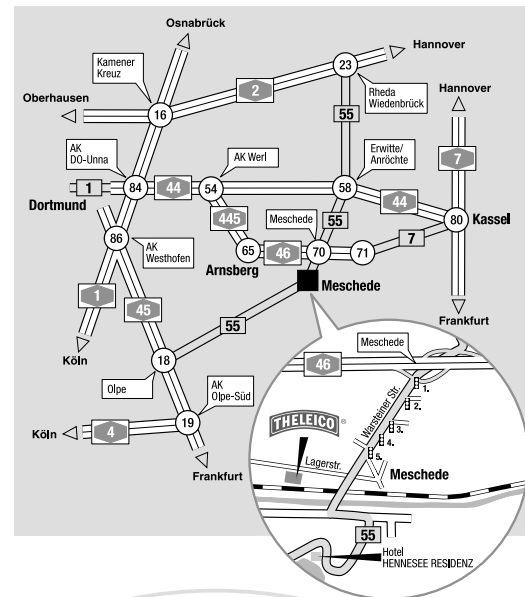 Osnabrück
Hannover
Kamener
Kreuz
23
2
Rheda
Wiedenbrück
Hannover
Oberhausen
16
55
AK
DO-Unna
AK Werl
Erwitte/
Anröchte
7
1
84
44
54
58
44
Dortmund
445
Meschede
55
80
Kassel
86
AK
Westhofen
65
46
70
71
7
Arnsberg
Meschede
1
45
55
Frankfurt
Köln
18
Meschede
46
Olpe
AK
Olpe-Süd
1.
2.
Warsteiner Str.
THELEICO®
3.
4.
5.
Köln
4
19
Lagerstr.
Meschede
Frankfurt
55
Hotel
HENNESEE RESIDENZ